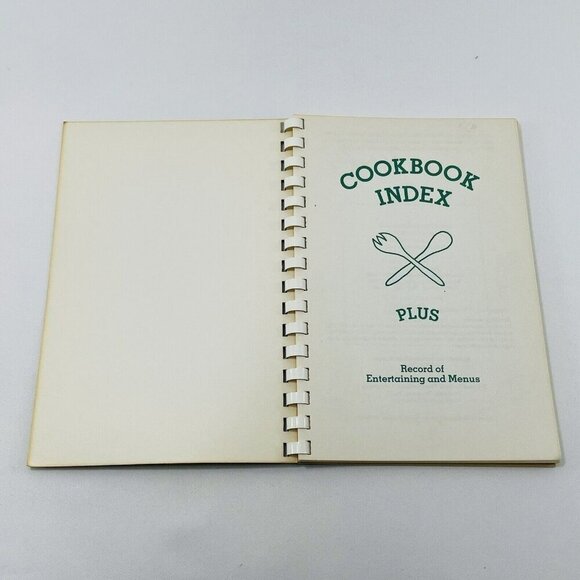 COOKBOOK
INDEX
PLUS
Record of
Entertaining and Menus